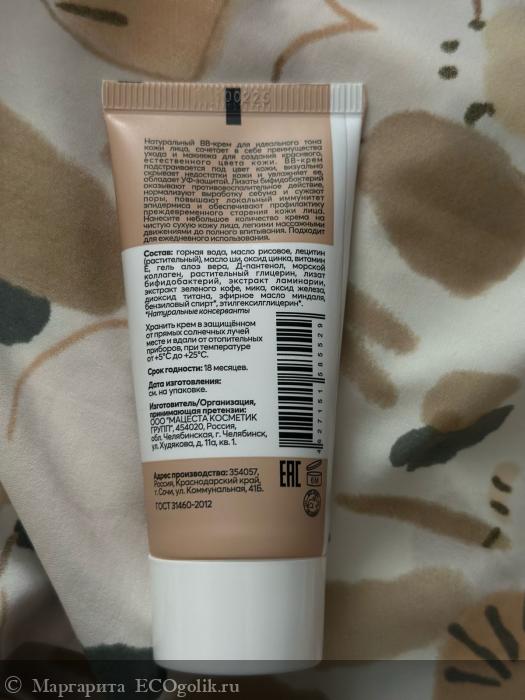 100225
Натуральный ВВ-крем для идеального тона
кожи лица, сочетает в себе преимущества
ухода и макияжа для создания красивого,
естественного цвета кожи. ВВ-крем
подстраивается под цвет кожи, визуально
скрывает недостатки кожи и увлажняет ее,
обладает УФ-защитой. Лизаты бифидобактерий
оказывают противовоспалительное действие,
нормализуют выработку себума и сужают
поры, повышают локальный иммунитет
эпидермиса и обеспечивают профилактику
преждевременного старения кожи лица.
Нанесите небольшое количество крема на
чистую сухую кожу лица, легкими массажными
движениями до полного впитывания. Подходит
для ежедневного использования.
Состав: горная вода, масло рисовое, лецитин
(растительный), масло ши, оксид цинка, витамин
Е, гель алоэ вера, Д-пантенол, морской
коллаген, растительный глицерин, лизат
бифидобактерий, экстракт ламинарии,
экстракт зеленого кофе, мика, оксид железа,
диоксид титана, эфирное масло миндаля,
бензиловый спирт*, этилгексилглицерин*.
*Натуральные консерванты
Хранить крем в защищённом
от прямых солнечных лучей
месте и вдали от отопительных
приборов, при температуре
от +5°С до +25°С.
Срок годности: 18 месяцев.
Дата изготовления:
см. на упаковке.
Изготовитель/Организация,
принимающая претензии:
ООО "МАЦЕСТА КОСМЕТИК
ГРУПП", 454020, Россия,
обл. Челябинская, г. Челябинск,
ул. Худякова, д. 11а, кв. 1.
4 627151 585529
Адрес производства: 354057,
Россия, Краснодарский край,
г. Сочи, ул. Коммунальная, 41Б.
ГОСТ 31460-2012
EAC
6M
© Маргарита ECOgolik.ru